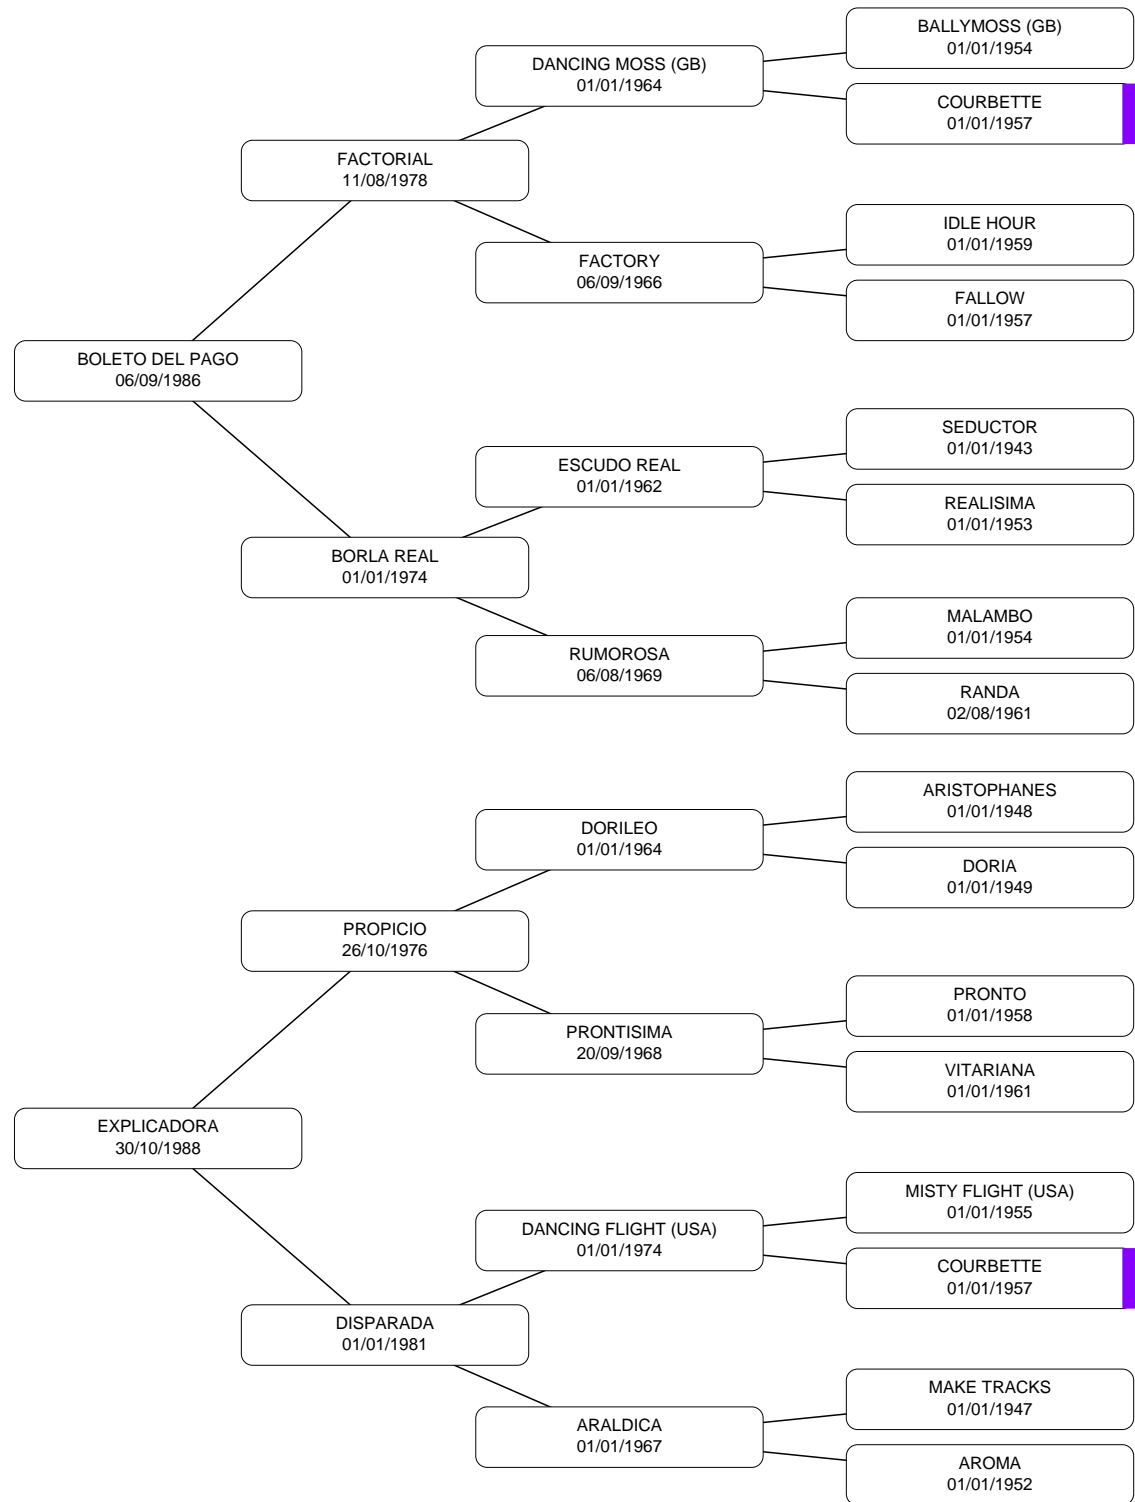 BALLYMOSS (GB)
01/01/1954
DANCING MOSS (GB)
01/01/1964
COURBETTE
01/01/1957
FACTORIAL
11/08/1978
IDLE HOUR
01/01/1959
FACTORY
06/09/1966
FALLOW
01/01/1957
BOLETO DEL PAGO
06/09/1986
SEDUCTOR
01/01/1943
ESCUDO REAL
01/01/1962
REALISIMA
01/01/1953
BORLA REAL
01/01/1974
MALAMBO
01/01/1954
RUMOROSA
06/08/1969
RANDA
02/08/1961
ARISTOPHANES
01/01/1948
DORILEO
01/01/1964
DORIA
01/01/1949
PROPICIO
26/10/1976
PRONTO
01/01/1958
PRONTISIMA
20/09/1968
VITARIANA
01/01/1961
EXPLICADORA
30/10/1988
MISTY FLIGHT (USA)
01/01/1955
DANCING FLIGHT (USA)
01/01/1974
COURBETTE
01/01/1957
DISPARADA
01/01/1981
MAKE TRACKS
01/01/1947
ARALDICA
01/01/1967
AROMA
01/01/1952